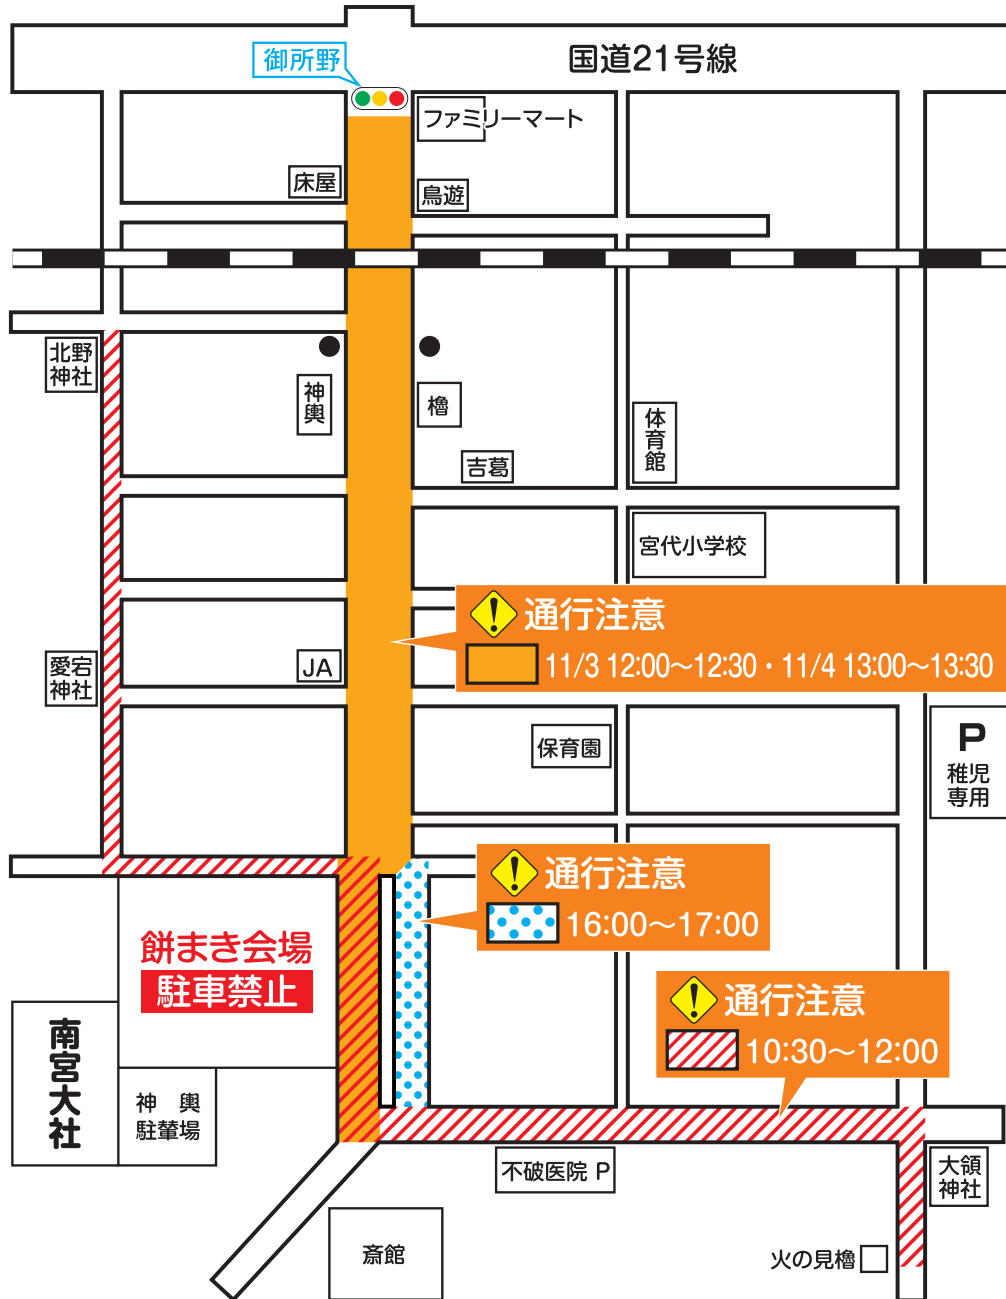 御所野
国道21号線
ファミリーマート
床屋
鳥遊
北野
神社
神輿
櫓
体育館
吉葛
宮代小学校
通行注意
11/3 12:00～12:30・11/4 13:00～13:30
愛宕
神社
JA
保育園
P
稚児
専用
通行注意
16:00～17:00
餅まき会場
駐車禁止
通行注意
10:30～12:00
南宮大社
神輿
駐輦場
不破医院 P
大領
神社
斎館
火の見櫓